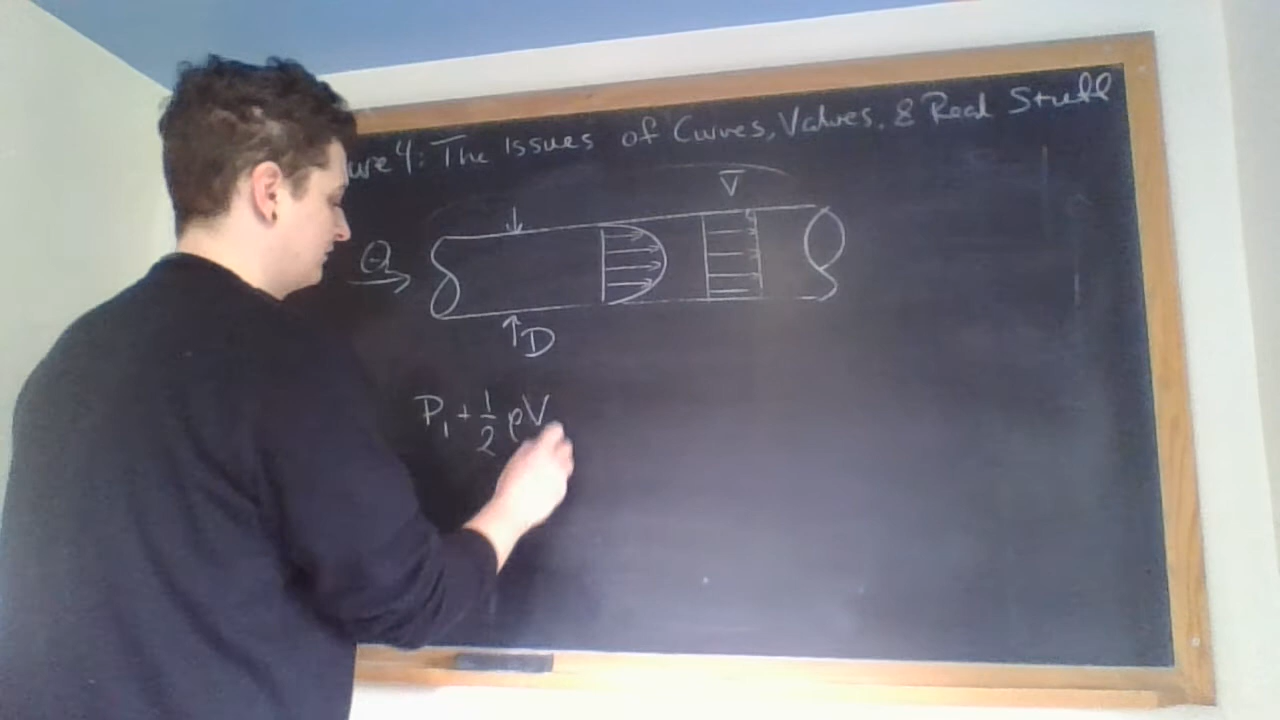 ure 4: The Issues of Curves, Valves, & Real Stuff
V̅
Q
D
P₁ + 1/2 ρV